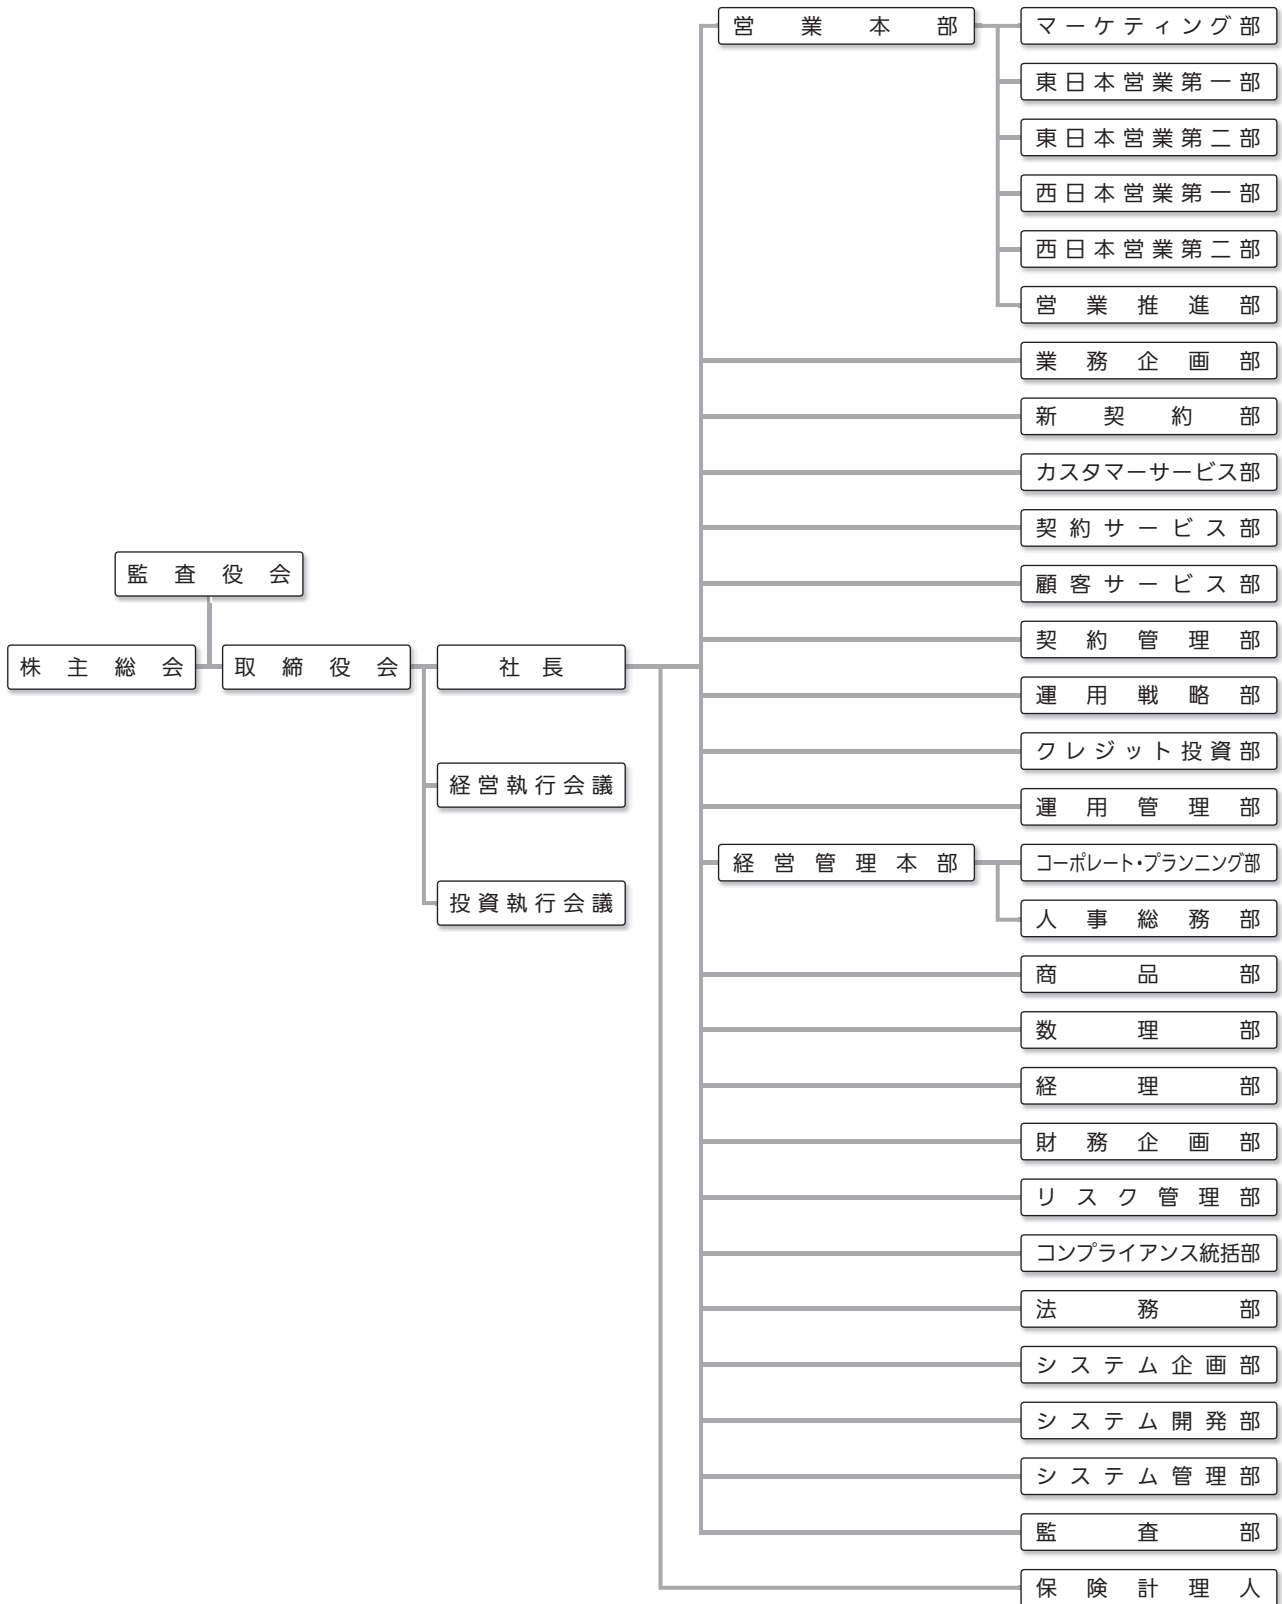 営業本部
マーケティング部
東日本営業第一部
東日本営業第二部
西日本営業第一部
西日本営業第二部
営業推進部
業務企画部
新契約部
カスタマーサービス部
契約サービス部
監査役会
顧客サービス部
契約管理部
株主総会
取締役会
社長
運用戦略部
クレジット投資部
経営執行会議
運用管理部
経営管理本部
コーポレート・プランニング部
投資執行会議
人事総務部
商品部
数理部
経理部
財務企画部
リスク管理部
コンプライアンス統括部
法務部
システム企画部
システム開発部
システム管理部
監査部
保険計理人